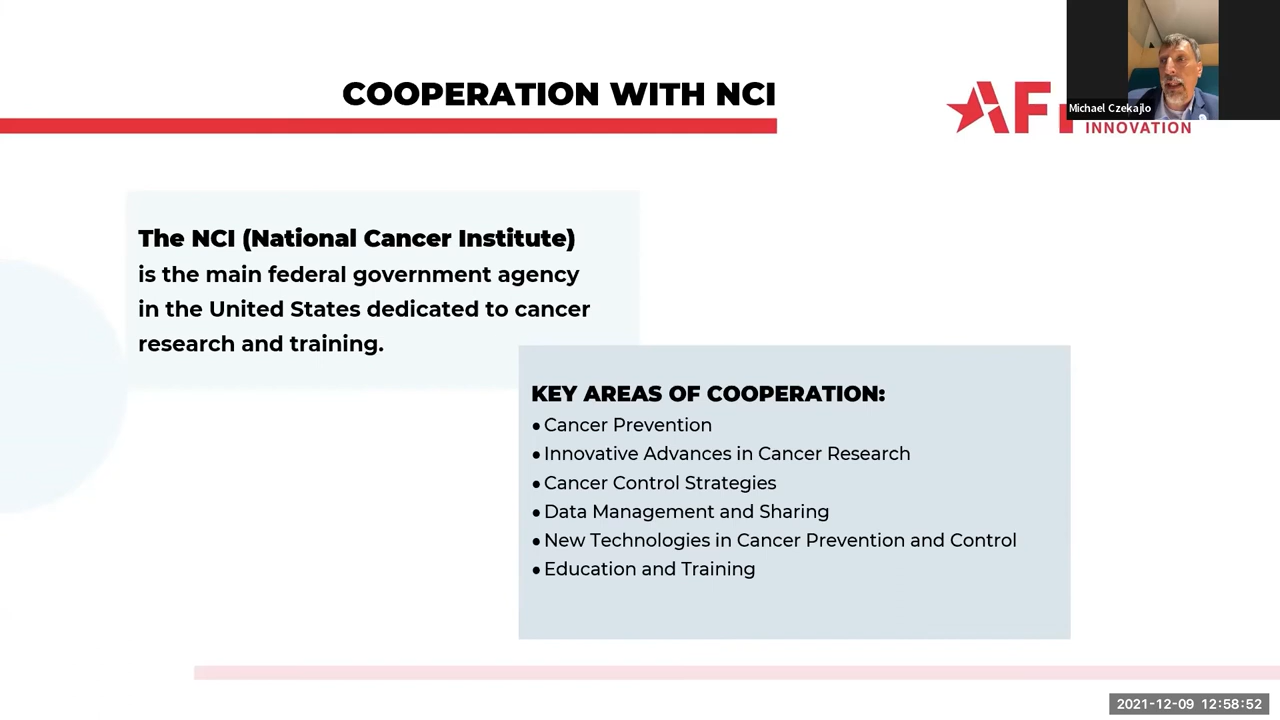 COOPERATION WITH NCI
Michael Czekajlo
INNOVATION
The NCI (National Cancer Institute)
is the main federal government agency
in the United States dedicated to cancer
research and training.
KEY AREAS OF COOPERATION:
• Cancer Prevention
• Innovative Advances in Cancer Research
• Cancer Control Strategies
• Data Management and Sharing
• New Technologies in Cancer Prevention and Control
• Education and Training
2021-12-09 12:58:52